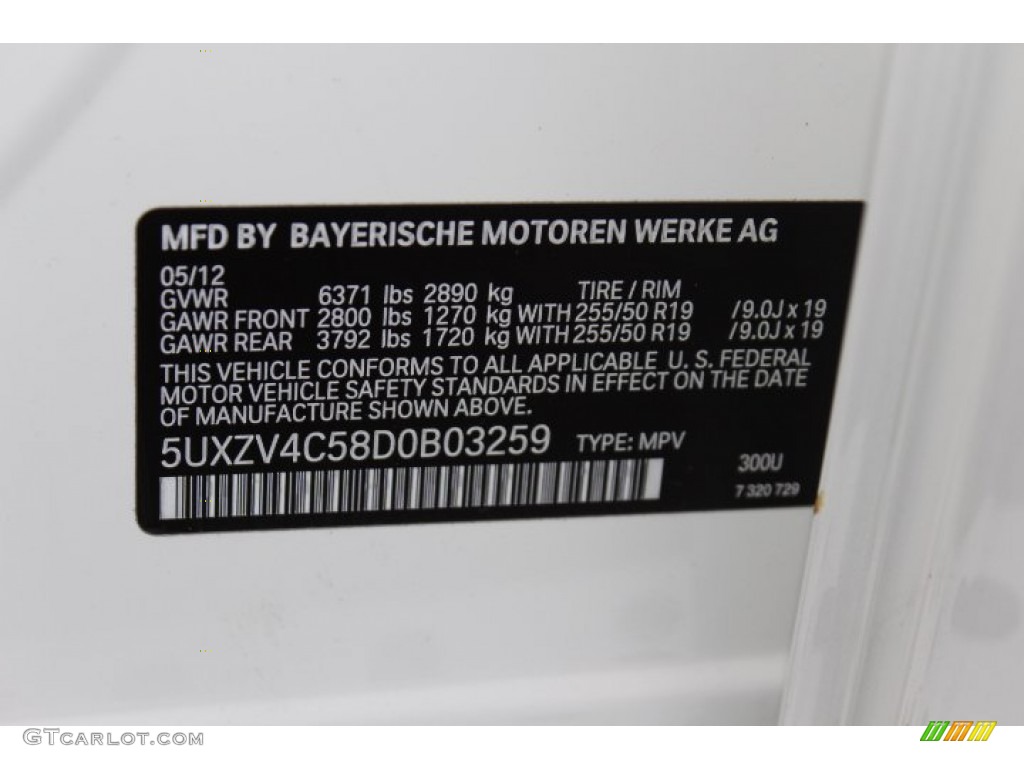 MFD BY BAYERISCHE MOTOREN WERKE AG
05/12
GVWR 6371 lbs 2890 kg TIRE / RIM
GAWR FRONT 2800 lbs 1270 kg WITH 255/50 R19 /9.0J x 19
GAWR REAR 3792 lbs 1720 kg WITH 255/50 R19 /9.0J x 19
THIS VEHICLE CONFORMS TO ALL APPLICABLE U. S. FEDERAL
MOTOR VEHICLE SAFETY STANDARDS IN EFFECT ON THE DATE
OF MANUFACTURE SHOWN ABOVE.
5UXZV4C58D0B03259 TYPE: MPV
300U
7 320 729
GTCARLOT.COM